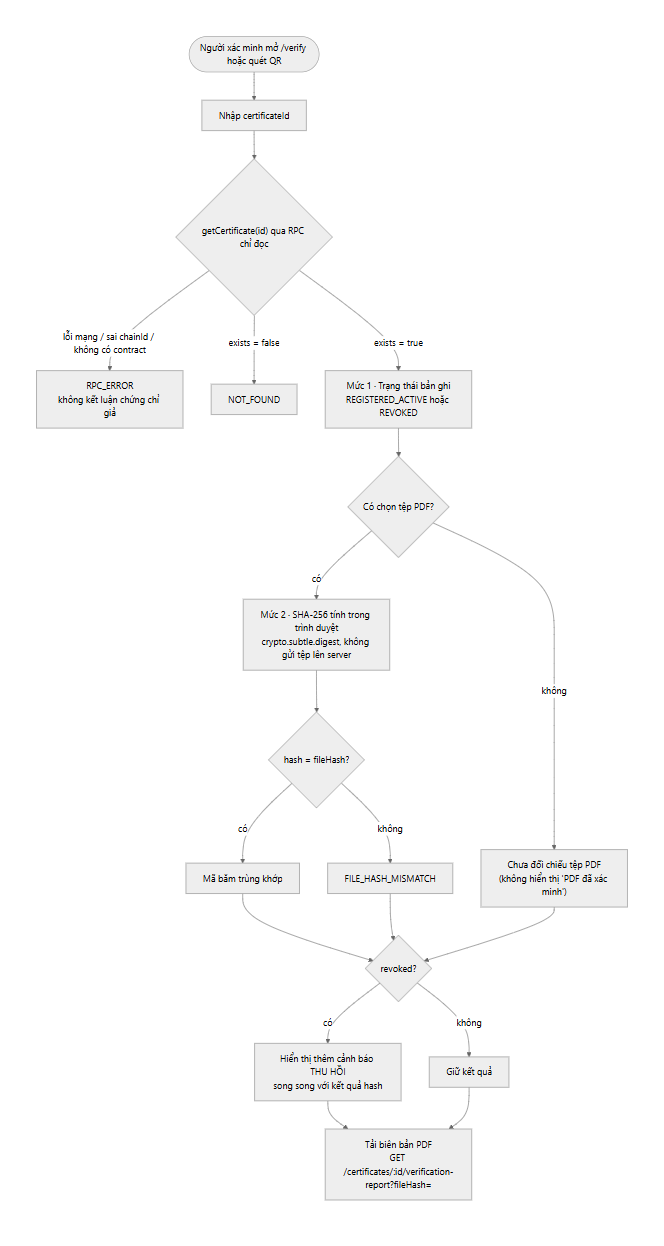 Người xác minh mở /verify
hoặc quét QR
Nhập certificateId
getCertificate(id) qua RPC
chỉ đọc
lỗi mạng / sai chainId /
không có contract
exists = false
exists = true
RPC_ERROR
không kết luận chứng chỉ
giả
NOT_FOUND
Mức 1 - Trạng thái bản ghi
REGISTERED_ACTIVE hoặc
REVOKED
Có chọn tệp PDF?
có
không
Mức 2 - SHA-256 tính trong
trình duyệt
crypto.subtle.digest, không
gửi tệp lên server
hash = fileHash?
có
không
Mã băm trùng khớp
FILE_HASH_MISMATCH
Chưa đối chiếu tệp PDF
(không hiển thị 'PDF đã xác
minh')
revoked?
có
không
Hiển thị thêm cảnh báo
THU HỒI
song song với kết quả hash
Giữ kết quả
Tải biên bản PDF
GET
/certificates/:id/verification-
report?fileHash=